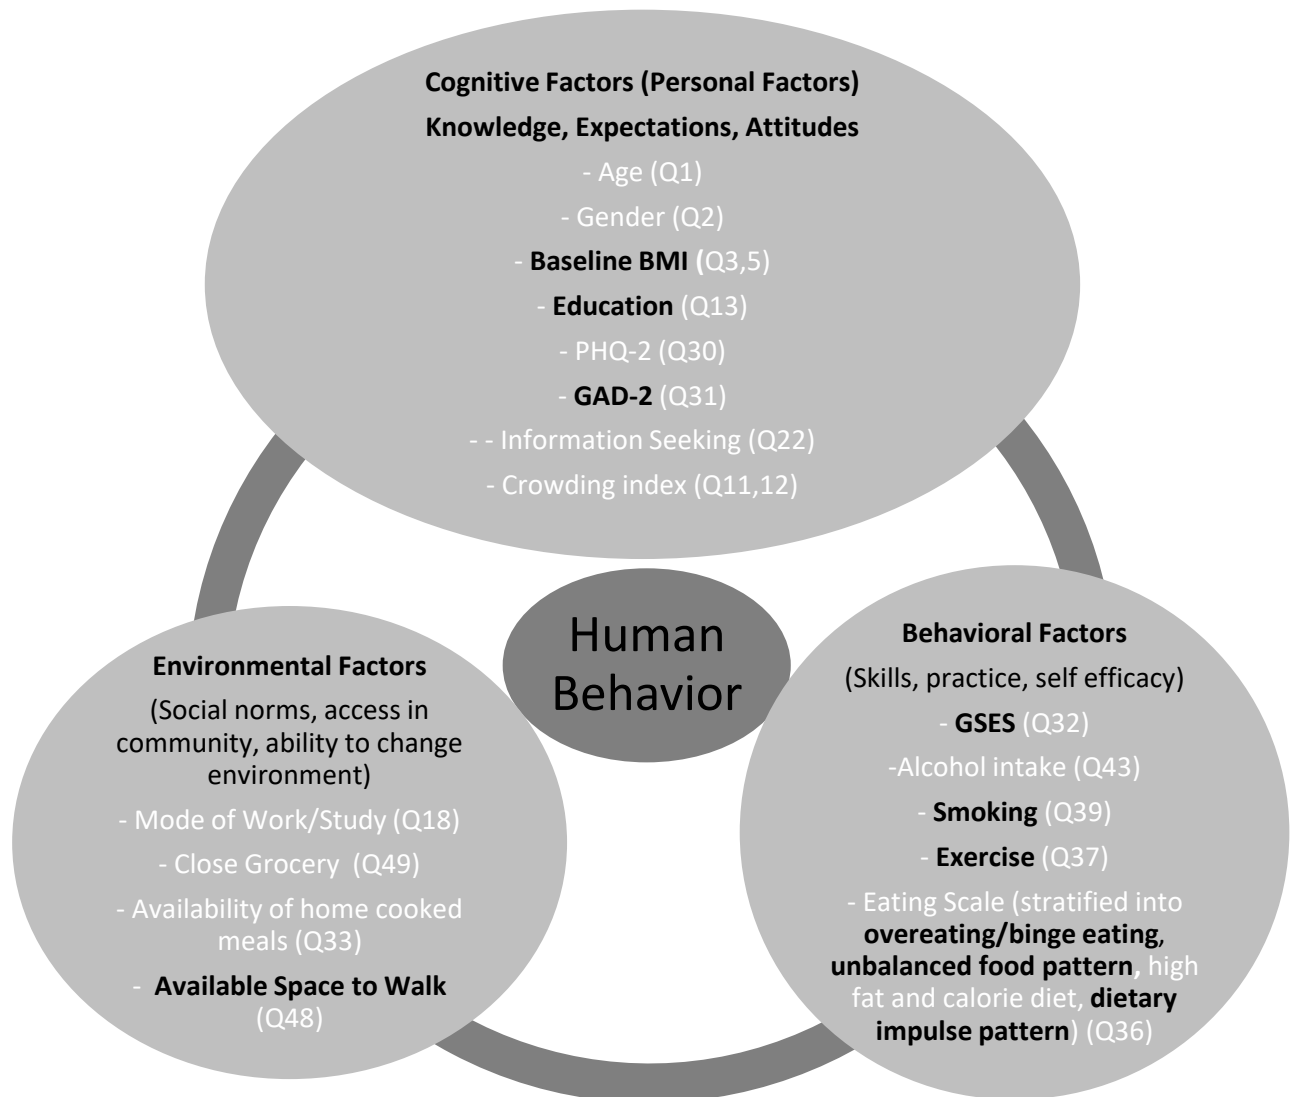 Cognitive Factors (Personal Factors)
Knowledge, Expectations, Attitudes
- Age (Q1)
- Gender (Q2)
- Baseline BMI (Q3,5)
- Education (Q13)
- PHQ-2 (Q30)
- GAD-2 (Q31)
- - Information Seeking (Q22)
- Crowding index (Q11,12)
Human
Behavior
Environmental Factors
(Social norms, access in
community, ability to change
environment)
- Mode of Work/Study (Q18)
- Close Grocery  (Q49)
- Availability of home cooked
meals (Q33)
-  Available Space to Walk
(Q48)
Behavioral Factors
(Skills, practice, self efficacy)
- GSES (Q32)
-Alcohol intake (Q43)
- Smoking (Q39)
- Exercise (Q37)
- Eating Scale (stratified into
overeating/binge eating,
unbalanced food pattern, high
fat and calorie diet, dietary
impulse pattern) (Q36)